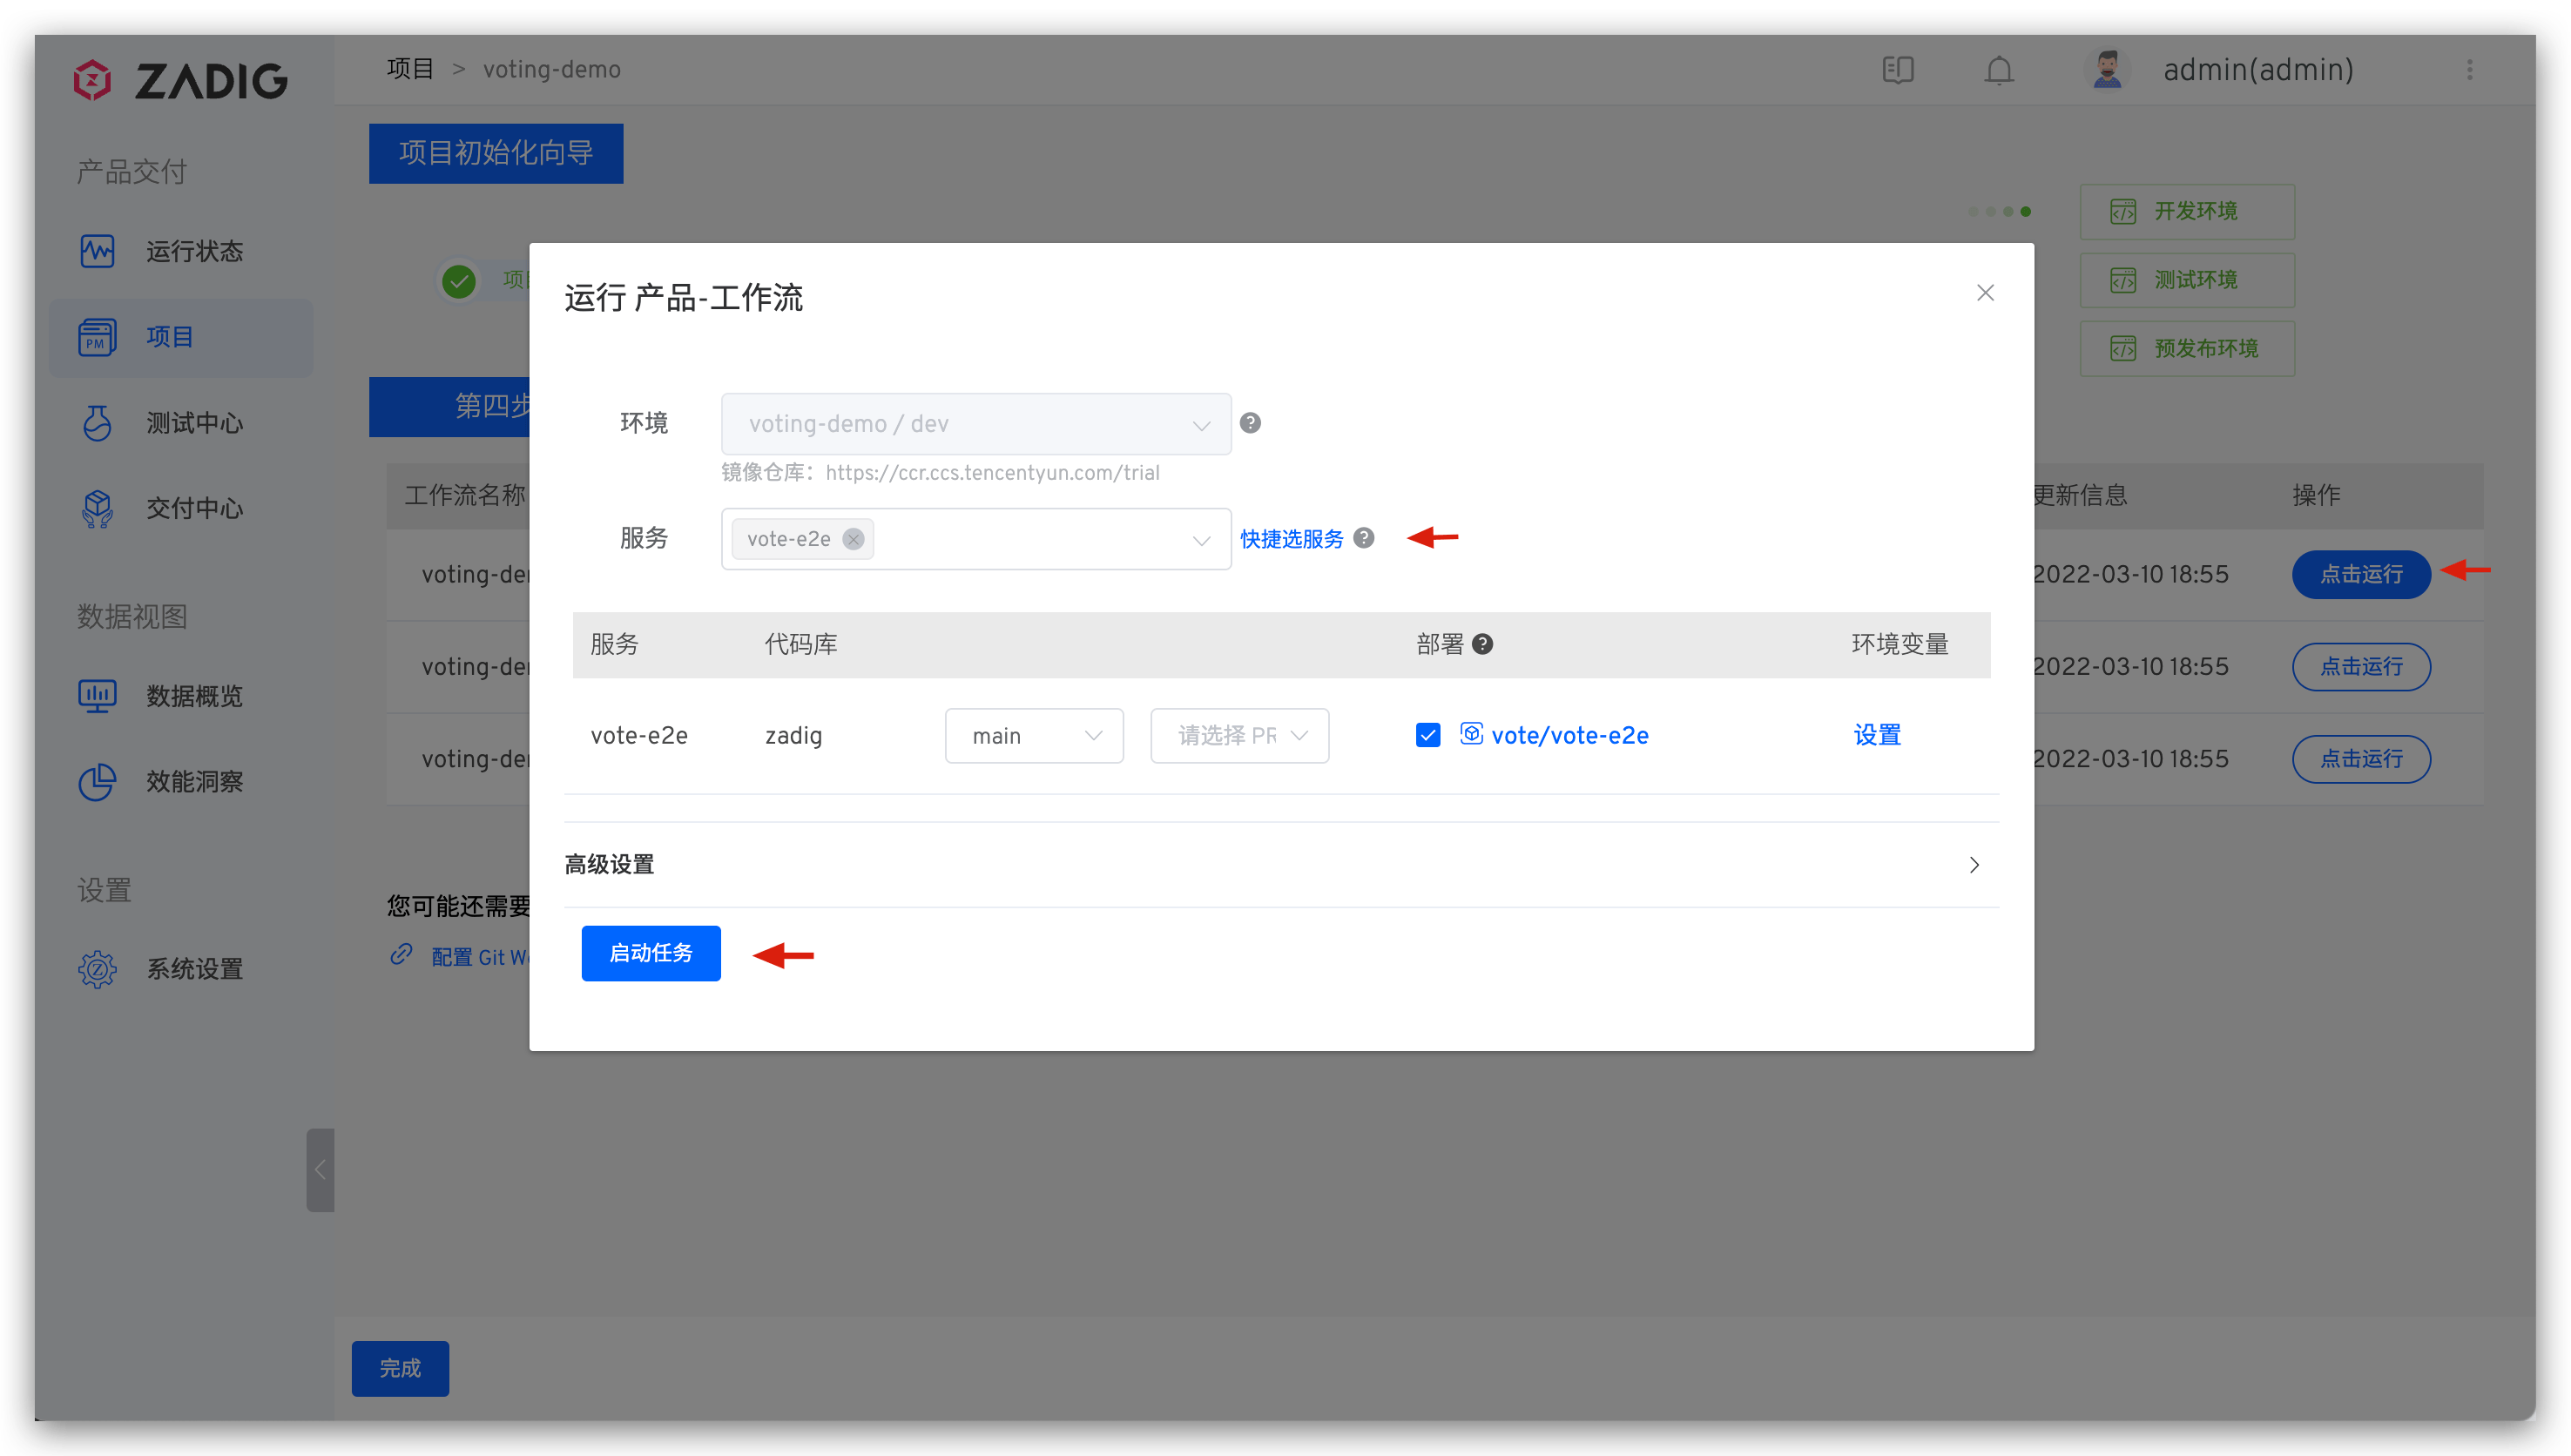 ZADIG
项目 > voting-demo
admin(admin)
产品交付
运行状态
项目
PM
测试中心
交付中心
数据视图
数据概览
效能洞察
设置
系统设置
项目初始化向导
开发环境
测试环境
预发布环境
第四步
工作流名称
更新信息
操作
voting-de
2022-03-10 18:55
点击运行
voting-de
2022-03-10 18:55
点击运行
voting-de
2022-03-10 18:55
点击运行
您可能还需要
配置 Git W
完成
运行 产品-工作流
环境
voting-demo / dev
镜像仓库：https://ccr.ccs.tencentyun.com/trial
服务
vote-e2e
快捷选服务
服务 代码库 部署 环境变量
vote-e2e zadig main 请选择 PR vote/vote-e2e 设置
高级设置
启动任务